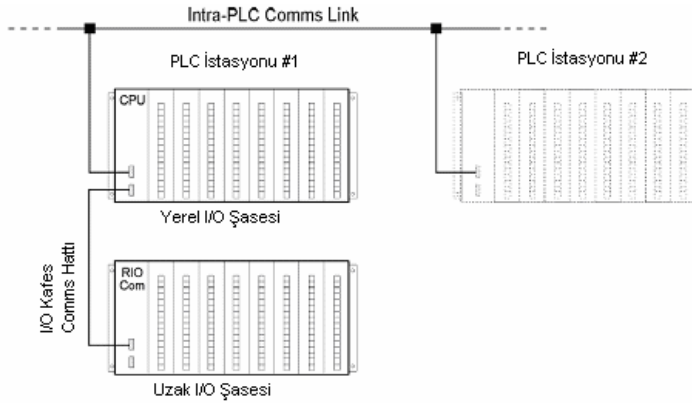 Intra-PLC Comms Link
PLC İstasyonu #1
PLC İstasyonu #2
CPU
Yerel I/O Şasesi
I/O Kafes
Comms Hattı
RIO
Com
Uzak I/O Şasesi